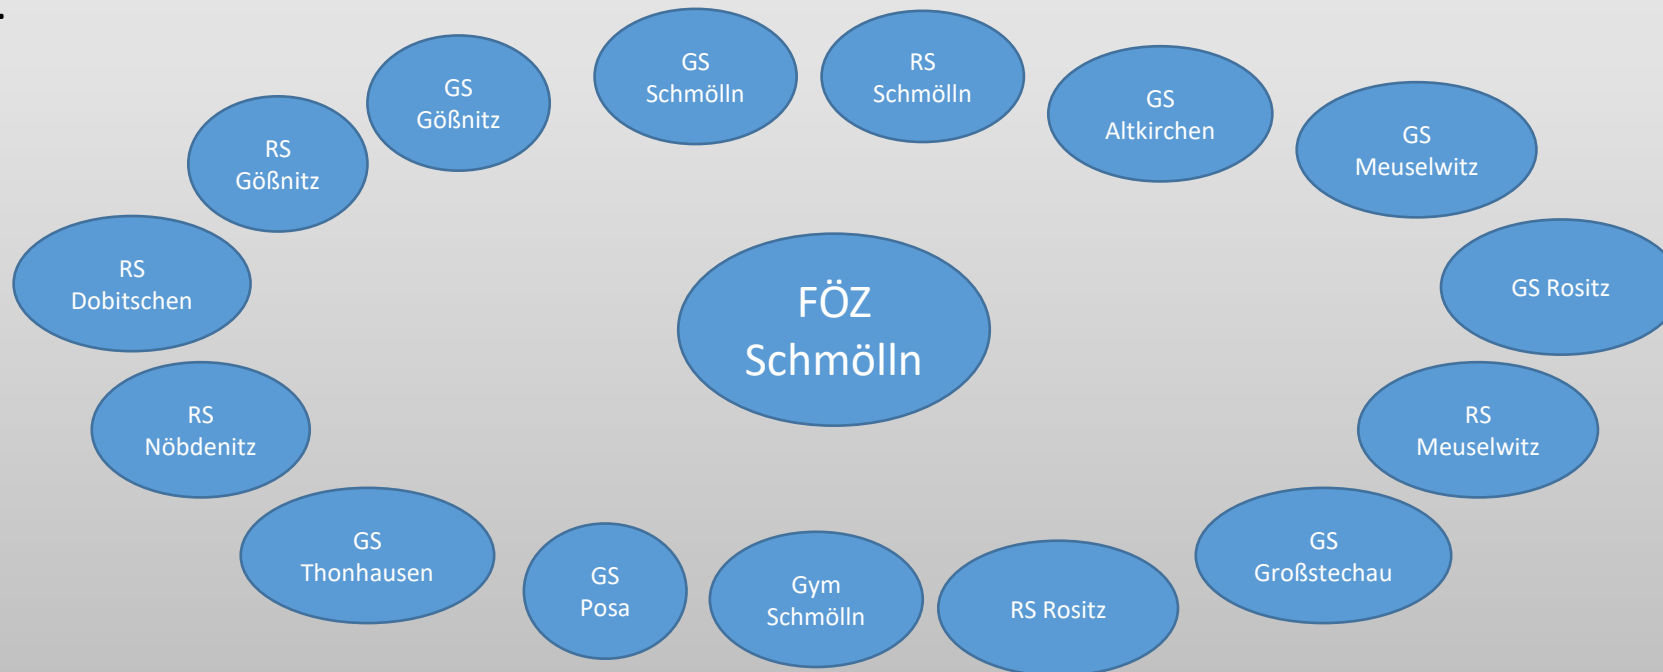 GS
Schmölln
RS
Schmölln
GS
Gößnitz
GS
Altkirchen
GS
Meuselwitz
RS
Gößnitz
RS
Dobitschen
GS Rositz
FÖZ
Schmölln
RS
Nöbdenitz
RS
Meuselwitz
GS
Thonhausen
GS
Großstechau
GS
Posa
Gym
Schmölln
RS Rositz